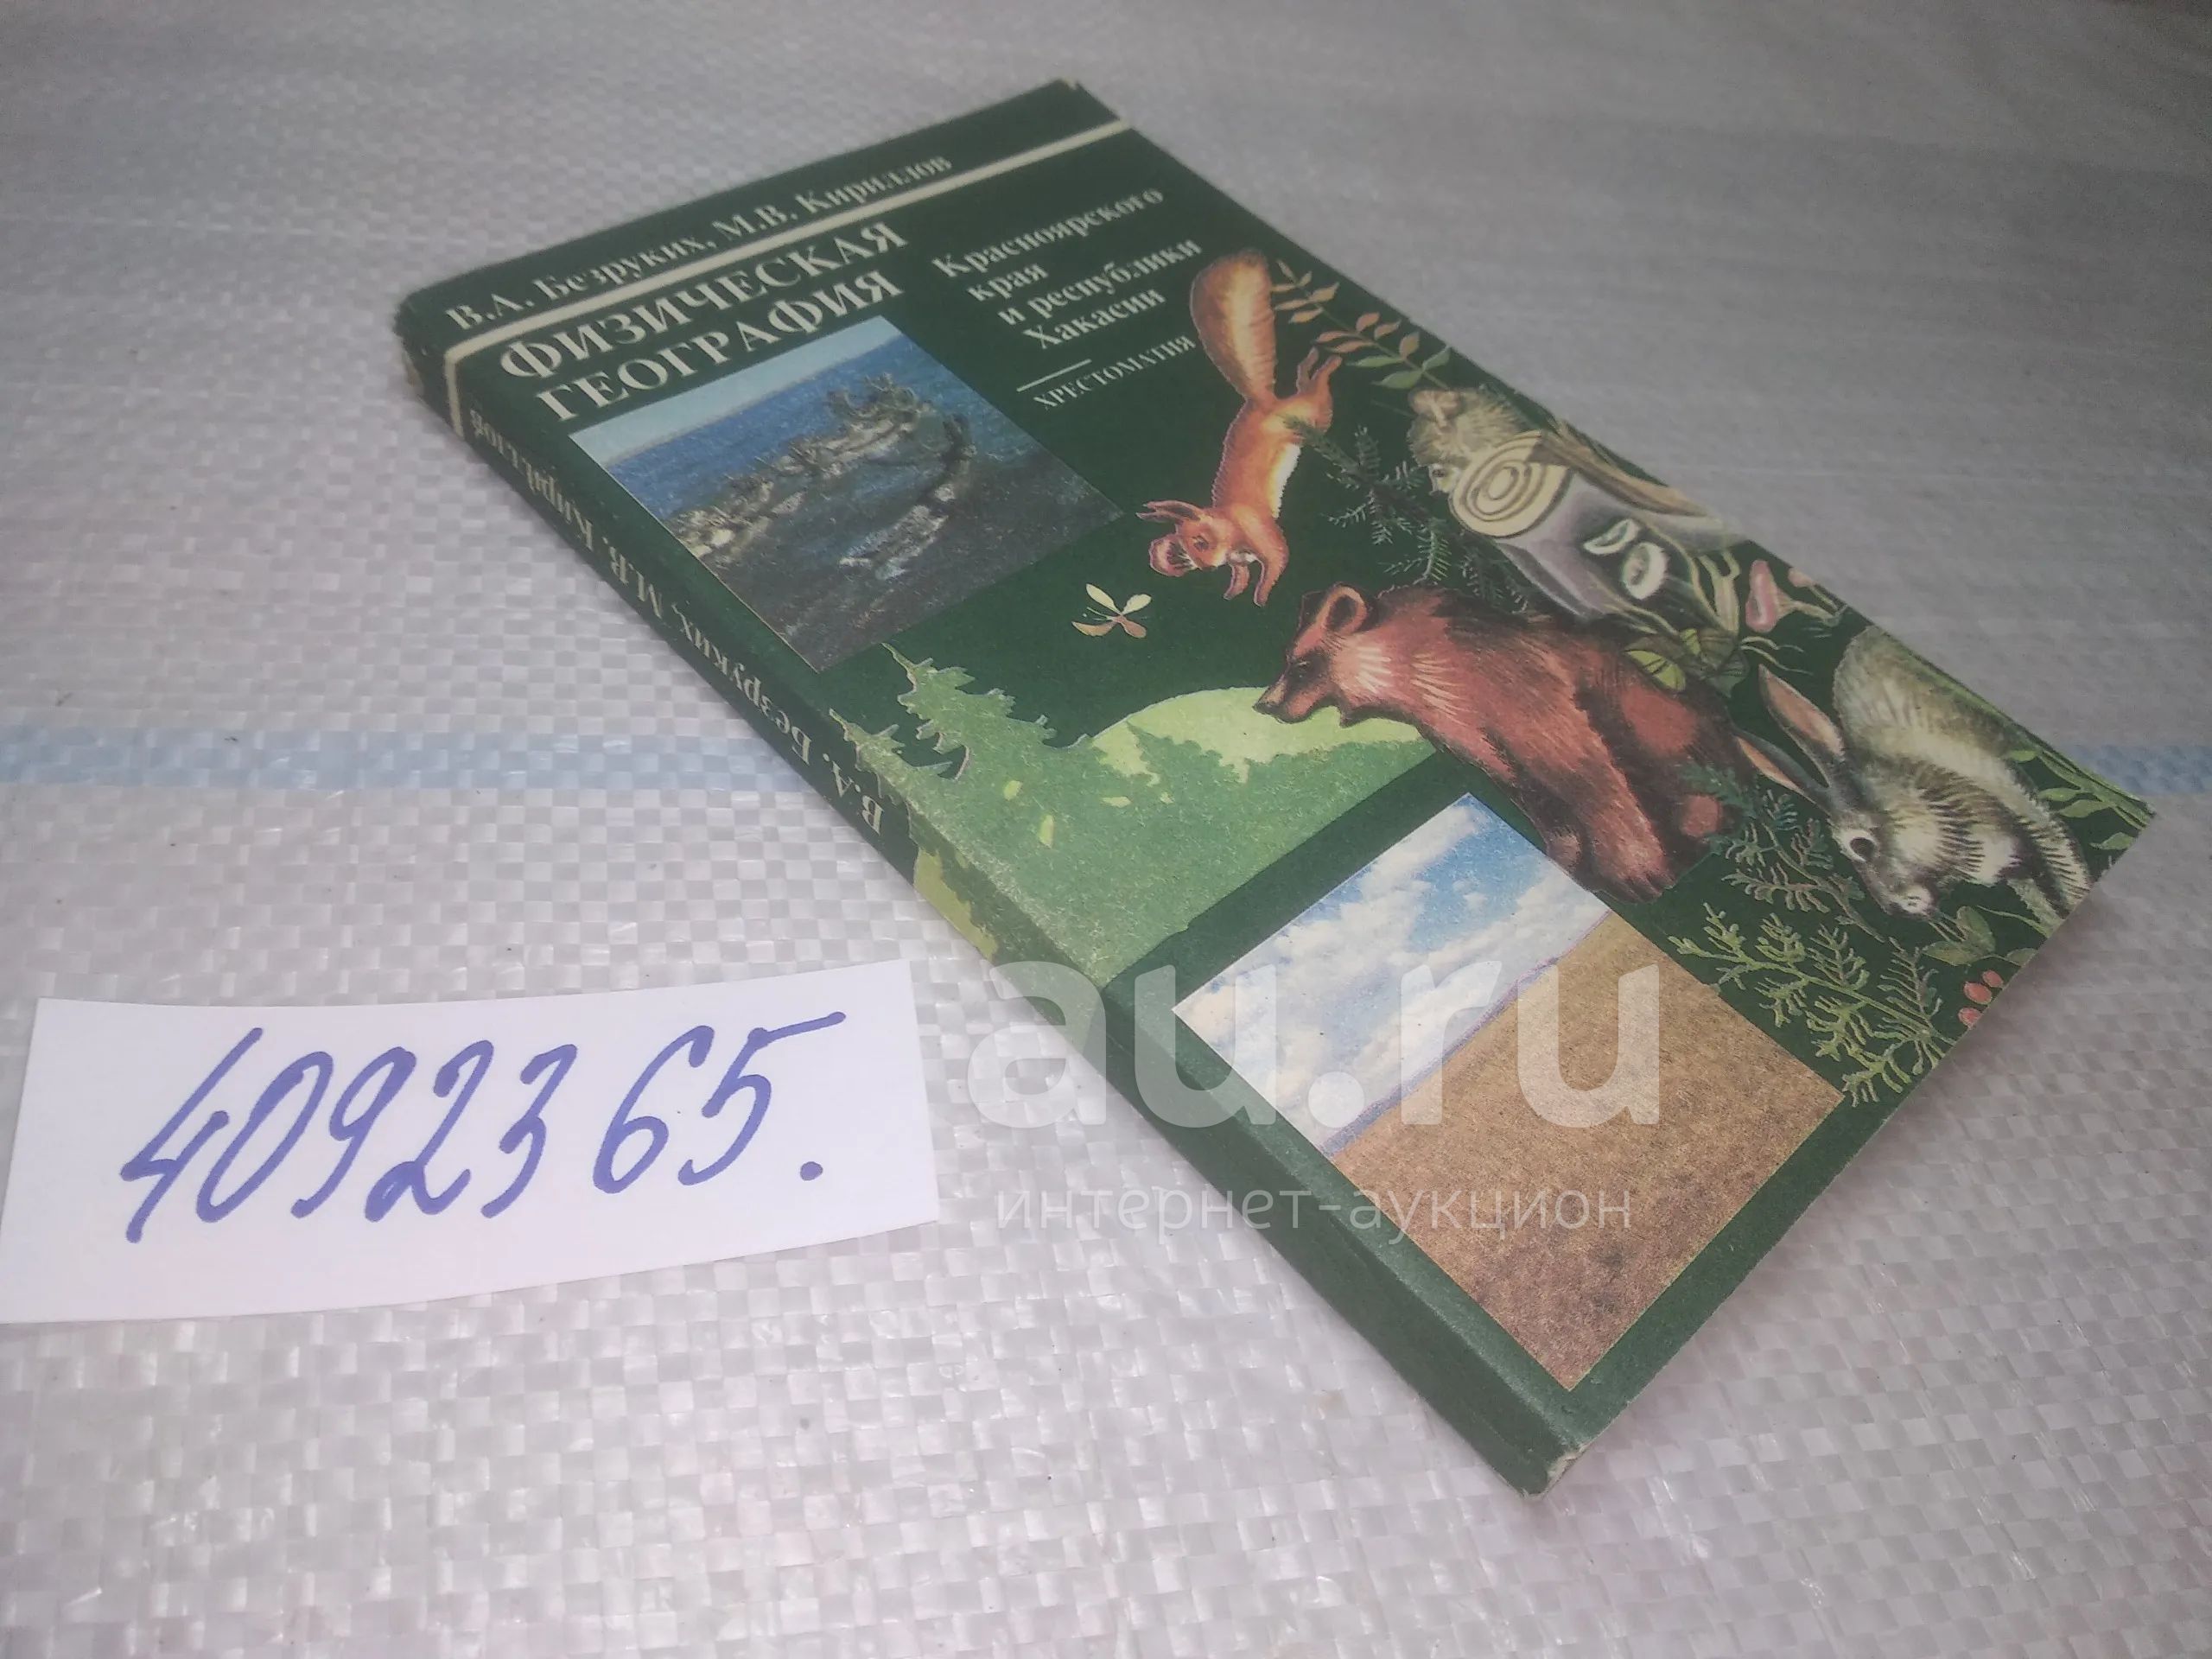 В.А. Безруких, М.В. Кириллов
ФИЗИЧЕСКАЯ
ГЕОГРАФИЯ
Красноярского
края
и республики
Хакасии
ХРЕСТОМАТИЯ
В.А. Безруких, М.В. Кириллов
4092365.
au.ru
интернет-аукцион